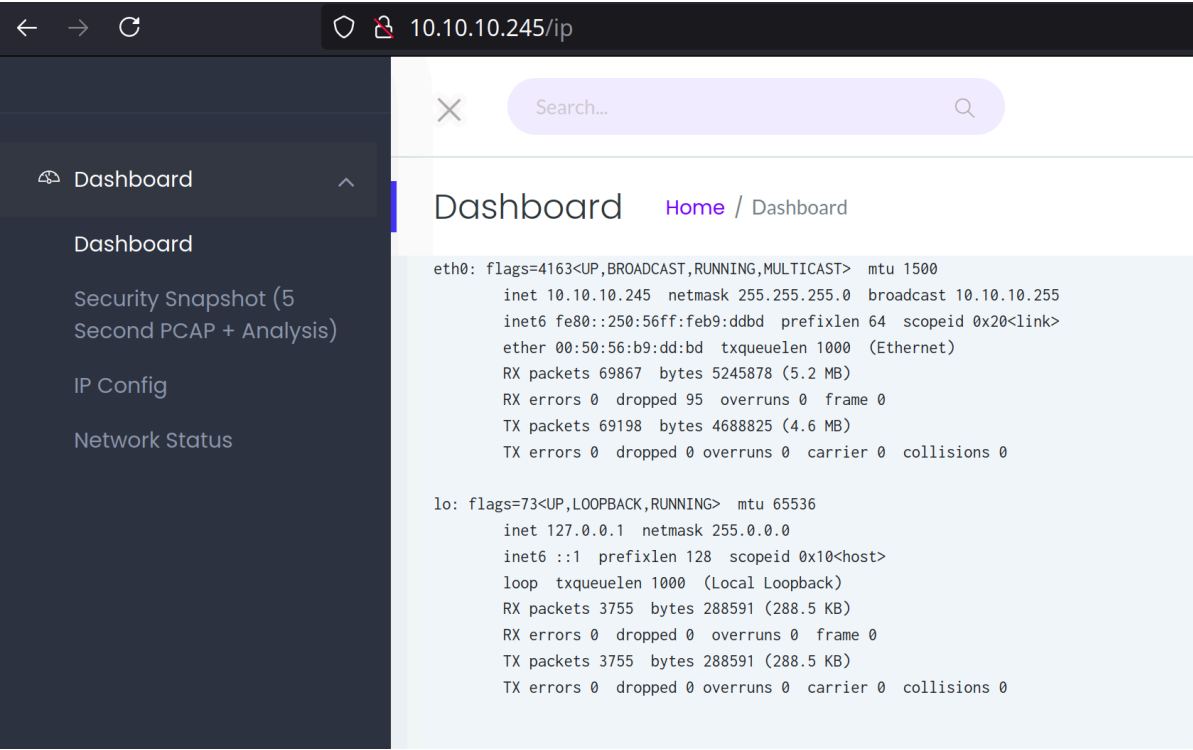 10.10.10.245/ip
Search...
Dashboard
Dashboard
Security Snapshot (5
Second PCAP + Analysis)
IP Config
Network Status
Dashboard Home / Dashboard
eth0: flags=4163<UP,BROADCAST,RUNNING,MULTICAST>  mtu 1500
        inet 10.10.10.245  netmask 255.255.255.0  broadcast 10.10.10.255
        inet6 fe80::250:56ff:feb9:ddbd  prefixlen 64  scopeid 0x20<link>
        ether 00:50:56:b9:dd:bd  txqueuelen 1000  (Ethernet)
        RX packets 69867  bytes 5245878 (5.2 MB)
        RX errors 0  dropped 95  overruns 0  frame 0
        TX packets 69198  bytes 4688825 (4.6 MB)
        TX errors 0  dropped 0 overruns 0  carrier 0  collisions 0
lo: flags=73<UP,LOOPBACK,RUNNING>  mtu 65536
        inet 127.0.0.1  netmask 255.0.0.0
        inet6 ::1  prefixlen 128  scopeid 0x10<host>
        loop  txqueuelen 1000  (Local Loopback)
        RX packets 3755  bytes 288591 (288.5 KB)
        RX errors 0  dropped 0  overruns 0  frame 0
        TX packets 3755  bytes 288591 (288.5 KB)
        TX errors 0  dropped 0 overruns 0  carrier 0  collisions 0